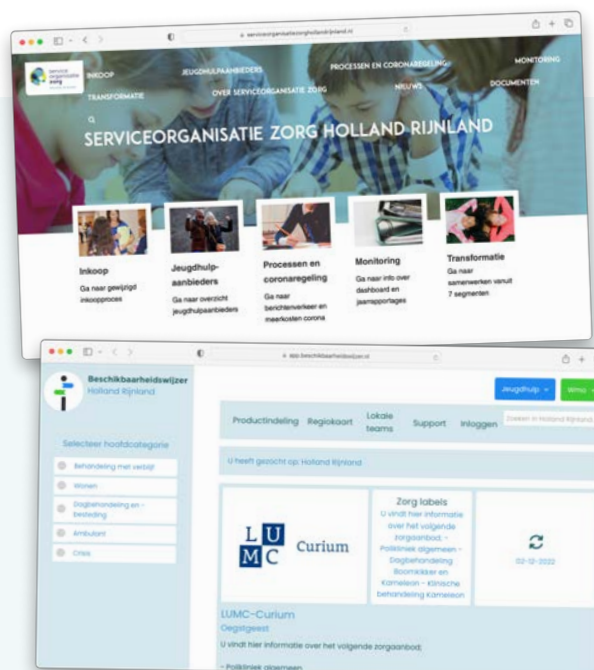 serviceorganisatiezorghollandrijnland.nl
service
organisatie
zorg
INKOOP
JEUGDHULPAANBIEDERS
PROCESSEN EN CORONAREGELING
MONITORING
TRANSFORMATIE
OVER SERVICEORGANISATIE ZORG
NIEUWS
DOCUMENTEN
SERVICEORGANISATIE ZORG HOLLAND RIJNLAND
Inkoop
Ga naar gewijzigd
inkoopproces
Jeugdhulp-
aanbieders
Ga naar overzicht
jeugdhulpaanbieders
Processen en
coronaregeling
Ga naar
berichtenverkeer en
meerkosten corona
Monitoring
Ga naar info over
dashboard en
jaarrapportages
Transformatie
Ga naar
samenwerken vanuit
7 segmenten
app.beschikbaarheidswijzer.nl
Beschikbaarheidswijzer
Holland Rijnland
Jeugdhulp
Wmo
Productindeling
Regiokaart
Lokale
teams
Support
Inloggen
Zoeken in Holland Rijnland
Selecteer hoofdcategorie
Behandeling met verblijf
Wonen
Dagbehandeling en -
besteding
Ambulant
Crisis
U heeft gezocht op: Holland Rijnland
LU
MC
Curium
Zorg labels
U vindt hier informatie
over het volgende
zorgaanbod; -
Polikliniek algemeen -
Dagbehandeling
Boomkikker en
Kameleon - Klinische
behandeling Kameleon
02-12-2022
LUMC-Curium
Oegstgeest
U vindt hier informatie over het volgende zorgaanbod;
- Polikliniek algemeen